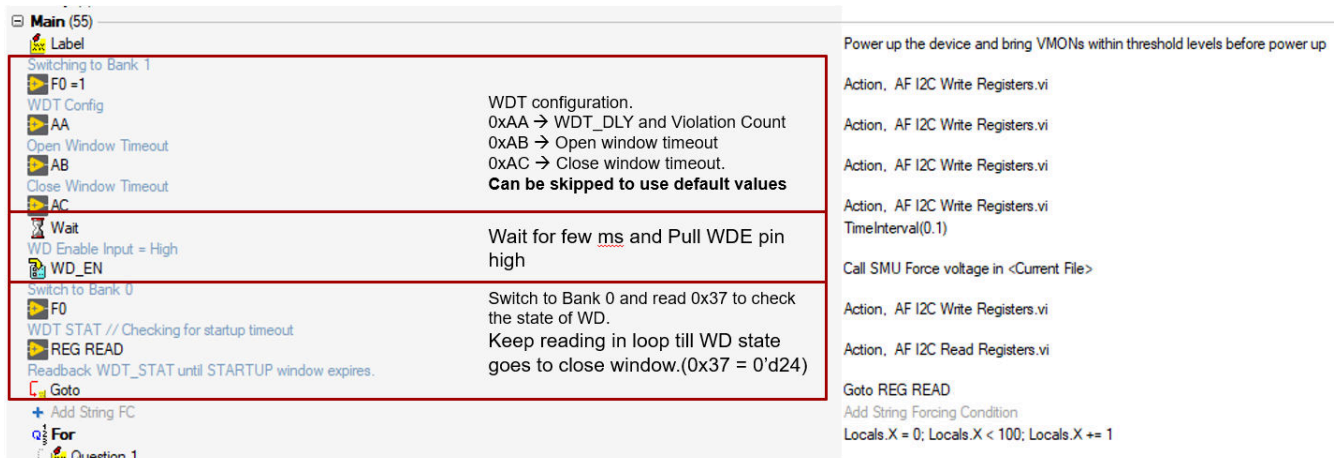 Main (55)
Label
Power up the device and bring VMONs within threshold levels before power up
Switching to Bank 1
F0 =1
Action, AF I2C Write Registers.vi
WDT Config
AA
Action, AF I2C Write Registers.vi
Open Window Timeout
AB
Action, AF I2C Write Registers.vi
Close Window Timeout
AC
Action, AF I2C Write Registers.vi
WDT configuration.
0xAA → WDT_DLY and Violation Count
0xAB → Open window timeout
0xAC → Close window timeout.
Can be skipped to use default values
Wait
TimeInterval(0.1)
WD Enable Input = High
WD_EN
Call SMU Force voltage in <Current File>
Wait for few ms and Pull WDE pin
high
Switch to Bank 0
F0
Action, AF I2C Write Registers.vi
WDT STAT // Checking for startup timeout
REG READ
Action, AF I2C Read Registers.vi
Readback WDT_STAT until STARTUP window expires.
Goto
Goto REG READ
Switch to Bank 0 and read 0x37 to check
the state of WD.
Keep reading in loop till WD state
goes to close window.(0x37 = 0’d24)
+ Add String FC
Add String Forcing Condition
For
Locals.X = 0; Locals.X < 100; Locals.X += 1
Question 1